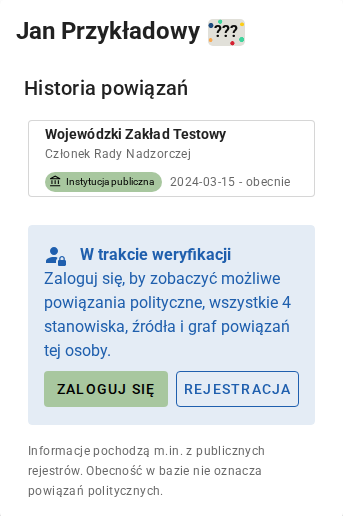 Jan Przykładowy ???
Historia powiązań
Wojewódzki Zakład Testowy
Członek Rady Nadzorczej
Instytucja publiczna 2024-03-15 - obecnie
W trakcie weryfikacji
Zaloguj się, by zobaczyć możliwe
powiązania polityczne, wszystkie 4
stanowiska, źródła i graf powiązań
tej osoby.
ZALOGUJ SIĘ REJESTRACJA
Informacje pochodzą m.in. z publicznych
rejestrów. Obecność w bazie nie oznacza
powiązań politycznych.